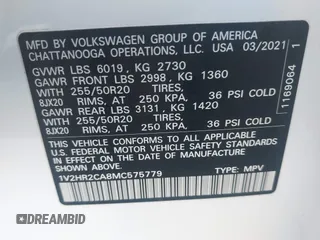 MFD. BY VOLKSWAGEN GROUP OF AMERICA
CHATTANOOGA OPERATIONS, LLC. USA 03/2021
GVWR LBS 6019, KG 2730
GAWR FRONT LBS 2998, KG 1360
WITH 255/50R20 TIRES,
8JX20 RIMS, AT 250 KPA. 36 PSI COLD
GAWR REAR LBS 3131, KG 1420
WITH 255/50R20 TIRES,
8JX20 RIMS, AT 250 KPA. 36 PSI COLD
THIS VEHICLE CONFORMS TO ALL APPLICABLE
U.S. FEDERAL MOTOR VEHICLE SAFETY
STANDARDS IN EFFECT ON THE DATE OF
MANUFACTURE SHOWN ABOVE.
1V2HR2CA8MC575779 TYPE: MPV
1169064 1
DREAMBID